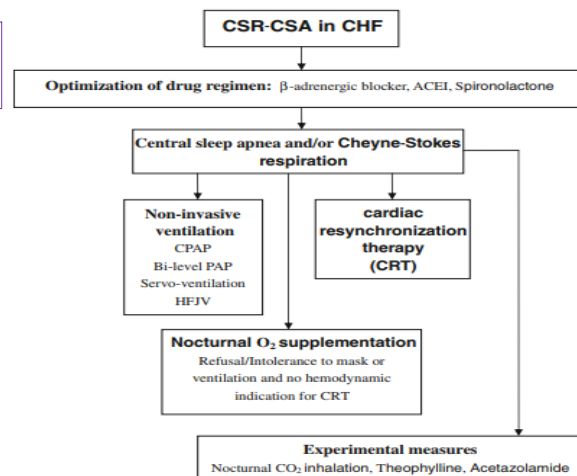 CSR-CSA in CHF
Optimization of drug regimen: β-adrenergic blocker, ACEI, Spironolactone
Central sleep apnea and/or Cheyne-Stokes
respiration
Non-invasive
ventilation
CPAP
Bi-level PAP
Servo-ventilation
HFJV
cardiac
resynchronization
therapy
(CRT)
Nocturnal O₂ supplementation
Refusal/Intolerance to mask or
ventilation and no hemodynamic
indication for CRT
Experimental measures
Nocturnal CO₂ inhalation, Theophylline, Acetazolamide